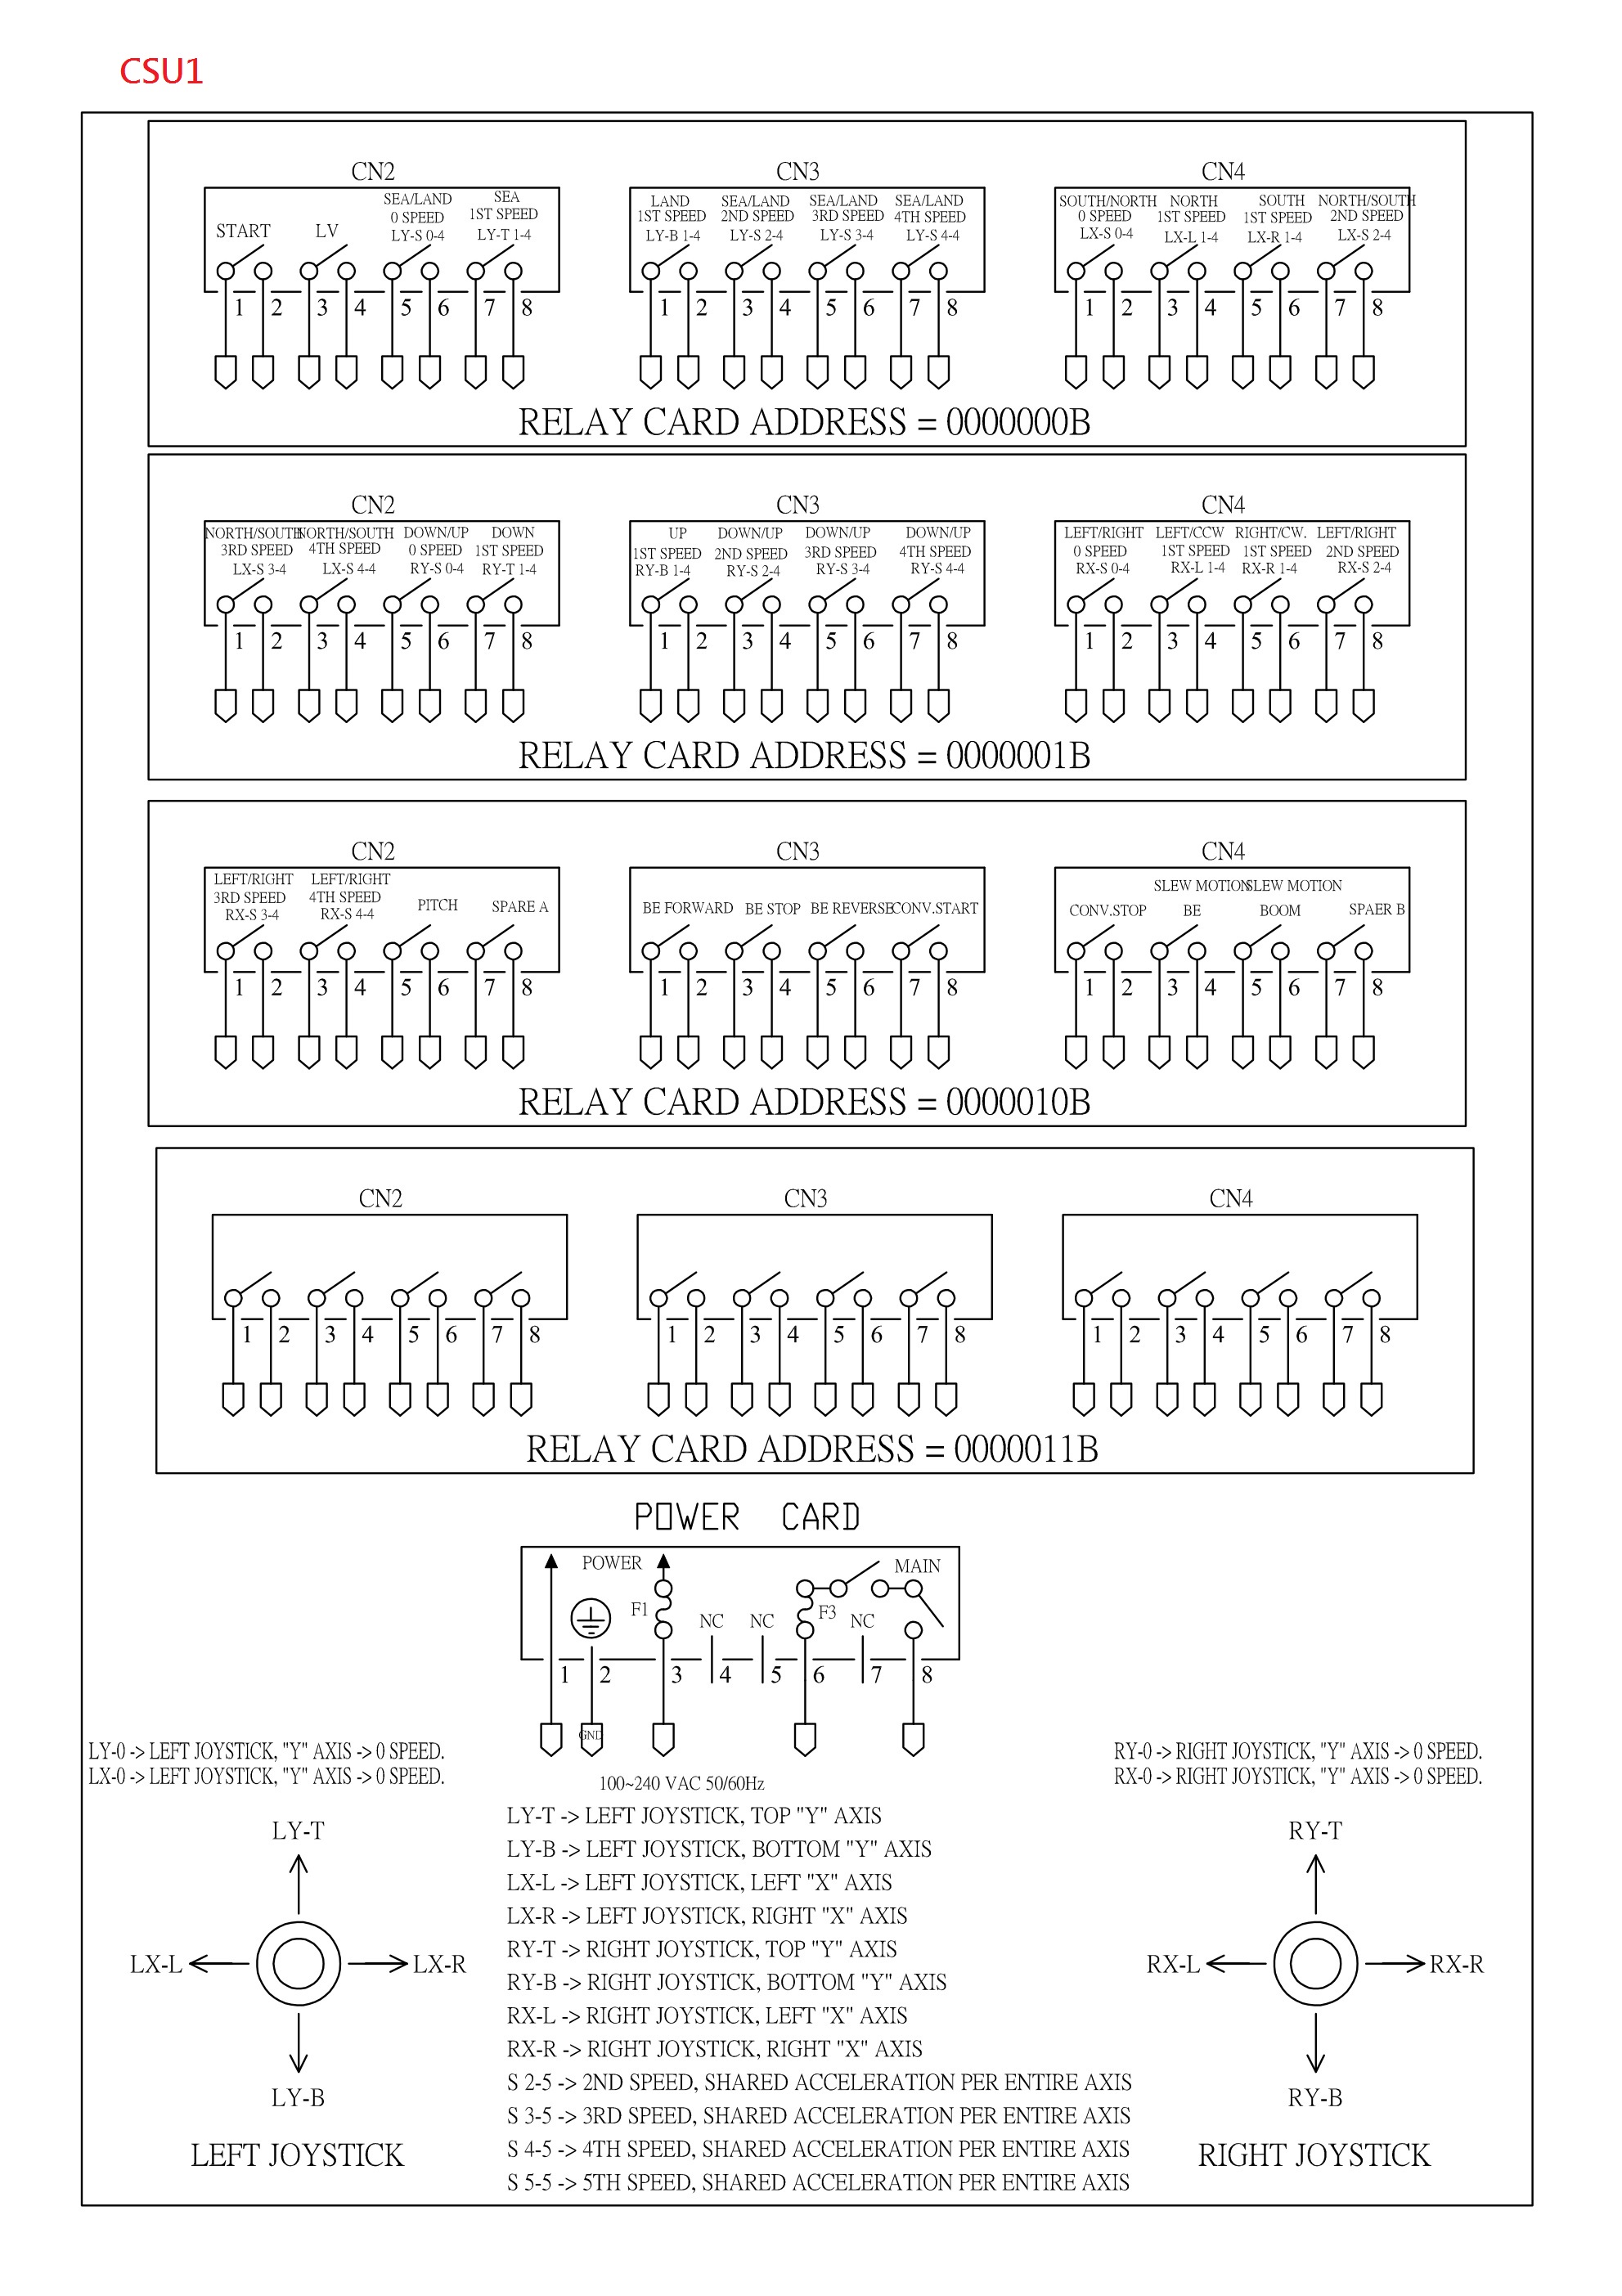 CSU1
CN2 CN3 CN4
START
LV
SEA/LAND
0 SPEED
LY-S 0-4
SEA
1ST SPEED
LY-T 1-4
LAND
1ST SPEED
LY-B 1-4
SEA/LAND
2ND SPEED
LY-S 2-4
SEA/LAND
3RD SPEED
LY-S 3-4
SEA/LAND
4TH SPEED
LY-S 4-4
SOUTH/NORTH
0 SPEED
LX-S 0-4
NORTH
1ST SPEED
LX-L 1-4
SOUTH
1ST SPEED
LX-R 1-4
NORTH/SOUTH
2ND SPEED
LX-S 2-4
1 2 3 4 5 6 7 8 1 2 3 4 5 6 7 8 1 2 3 4 5 6 7 8
RELAY CARD ADDRESS = 0000000B
CN2 CN3 CN4
NORTH/SOUTH
3RD SPEED
LX-S 3-4
NORTH/SOUTH
4TH SPEED
LX-S 4-4
DOWN/UP
0 SPEED
RY-S 0-4
DOWN
1ST SPEED
RY-T 1-4
UP
1ST SPEED
RY-B 1-4
DOWN/UP
2ND SPEED
RY-S 2-4
DOWN/UP
3RD SPEED
RY-S 3-4
DOWN/UP
4TH SPEED
RY-S 4-4
LEFT/RIGHT
0 SPEED
RX-S 0-4
LEFT/CCW
1ST SPEED
RX-L 1-4
RIGHT/CW.
1ST SPEED
RX-R 1-4
LEFT/RIGHT
2ND SPEED
RX-S 2-4
1 2 3 4 5 6 7 8 1 2 3 4 5 6 7 8 1 2 3 4 5 6 7 8
RELAY CARD ADDRESS = 0000001B
CN2 CN3 CN4
LEFT/RIGHT
3RD SPEED
RX-S 3-4
LEFT/RIGHT
4TH SPEED
RX-S 4-4
PITCH
SPARE A
BE FORWARD
BE STOP
BE REVERSE
CONV.START
CONV.STOP
SLEW MOTION
BE
SLEW MOTION
BOOM
SPAER B
1 2 3 4 5 6 7 8 1 2 3 4 5 6 7 8 1 2 3 4 5 6 7 8
RELAY CARD ADDRESS = 0000010B
CN2 CN3 CN4
1 2 3 4 5 6 7 8 1 2 3 4 5 6 7 8 1 2 3 4 5 6 7 8
RELAY CARD ADDRESS = 0000011B
POWER CARD
POWER MAIN
F1 NC NC F3 NC
1 2 3 4 5 6 7 8
GND
100~240 VAC 50/60Hz
LY-0 -> LEFT JOYSTICK, "Y" AXIS -> 0 SPEED.
LX-0 -> LEFT JOYSTICK, "Y" AXIS -> 0 SPEED.
LY-T
LX-L LX-R
LY-B
LEFT JOYSTICK
LY-T -> LEFT JOYSTICK, TOP "Y" AXIS
LY-B -> LEFT JOYSTICK, BOTTOM "Y" AXIS
LX-L -> LEFT JOYSTICK, LEFT "X" AXIS
LX-R -> LEFT JOYSTICK, RIGHT "X" AXIS
RY-T -> RIGHT JOYSTICK, TOP "Y" AXIS
RY-B -> RIGHT JOYSTICK, BOTTOM "Y" AXIS
RX-L -> RIGHT JOYSTICK, LEFT "X" AXIS
RX-R -> RIGHT JOYSTICK, RIGHT "X" AXIS
S 2-5 -> 2ND SPEED, SHARED ACCELERATION PER ENTIRE AXIS
S 3-5 -> 3RD SPEED, SHARED ACCELERATION PER ENTIRE AXIS
S 4-5 -> 4TH SPEED, SHARED ACCELERATION PER ENTIRE AXIS
S 5-5 -> 5TH SPEED, SHARED ACCELERATION PER ENTIRE AXIS
RY-0 -> RIGHT JOYSTICK, "Y" AXIS -> 0 SPEED.
RX-0 -> RIGHT JOYSTICK, "Y" AXIS -> 0 SPEED.
RY-T
RX-L RX-R
RY-B
RIGHT JOYSTICK